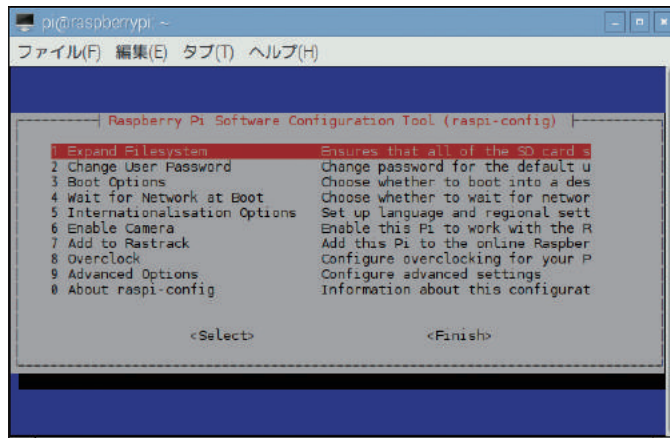 pi@raspberrypi: ~
ファイル(F) 編集(E) タブ(T) ヘルプ(H)
Raspberry Pi Software Configuration Tool (raspi-config)
1 Expand Filesystem Ensures that all of the SD card s
2 Change User Password Change password for the default u
3 Boot Options Choose whether to boot into a des
4 Wait for Network at Boot Choose whether to wait for networ
5 Internationalisation Options Set up language and regional sett
6 Enable Camera Enable this Pi to work with the R
7 Add to Rastrack Add this Pi to the online Raspber
8 Overclock Configure overclocking for your P
9 Advanced Options Configure advanced settings
0 About raspi-config Information about this configurat
<Select> <Finish>